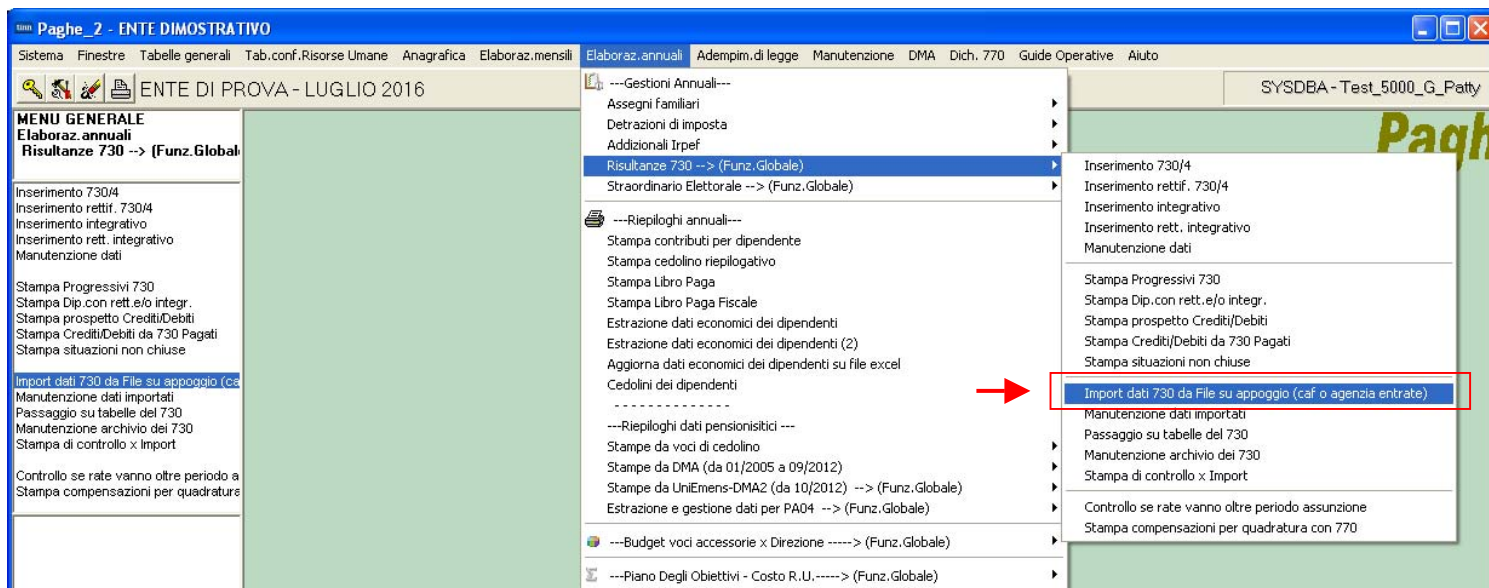 tinn Paghe_2 - ENTE DIMOSTRATIVO
Sistema Finestre Tabelle generali Tab.conf.Risorse Umane Anagrafica Elaboraz.mensili Elaboraz.annuali Adempim.di legge Manutenzione DMA Dich. 770 Guide Operative Aiuto
ENTE DI PROVA - LUGLIO 2016
SYSDBA - Test_5000_G_Patty
MENU GENERALE
Elaboraz.annuali
Risultanze 730 --> (Funz.Global
Inserimento 730/4
Inserimento rettif. 730/4
Inserimento integrativo
Inserimento rett. integrativo
Manutenzione dati
Stampa Progressivi 730
Stampa Dip.con rett.e/o integr.
Stampa prospetto Crediti/Debiti
Stampa Crediti/Debiti da 730 Pagati
Stampa situazioni non chiuse
Import dati 730 da File su appoggio (ca
Manutenzione dati importati
Passaggio su tabelle del 730
Manutenzione archivio dei 730
Stampa di controllo x Import
Controllo se rate vanno oltre periodo a
Stampa compensazioni per quadratura
---Gestioni Annuali---
Assegni familiari
Detrazioni di imposta
Addizionali Irpef
Risultanze 730 --> (Funz.Globale)
Straordinario Elettorale --> (Funz.Globale)
---Riepiloghi annuali---
Stampa contributi per dipendente
Stampa cedolino riepilogativo
Stampa Libro Paga
Stampa Libro Paga Fiscale
Estrazione dati economici dei dipendenti
Estrazione dati economici dei dipendenti (2)
Aggiorna dati economici dei dipendenti su file excel
Cedolini dei dipendenti
- - - - - - - - - - - - - -
---Riepiloghi dati pensionisitici ---
Stampe da voci di cedolino
Stampe da DMA (da 01/2005 a 09/2012)
Stampe da UniEmens-DMA2 (da 10/2012) --> (Funz.Globale)
Estrazione e gestione dati per PA04 --> (Funz.Globale)
---Budget voci accessorie x Direzione -----> (Funz.Globale)
---Piano Degli Obiettivi - Costo R.U.-----> (Funz.Globale)
Pagh
Inserimento 730/4
Inserimento rettif. 730/4
Inserimento integrativo
Inserimento rett. integrativo
Manutenzione dati
Stampa Progressivi 730
Stampa Dip.con rett.e/o integr.
Stampa prospetto Crediti/Debiti
Stampa Crediti/Debiti da 730 Pagati
Stampa situazioni non chiuse
Import dati 730 da File su appoggio (caf o agenzia entrate)
Manutenzione dati importati
Passaggio su tabelle del 730
Manutenzione archivio dei 730
Stampa di controllo x Import
Controllo se rate vanno oltre periodo assunzione
Stampa compensazioni per quadratura con 770